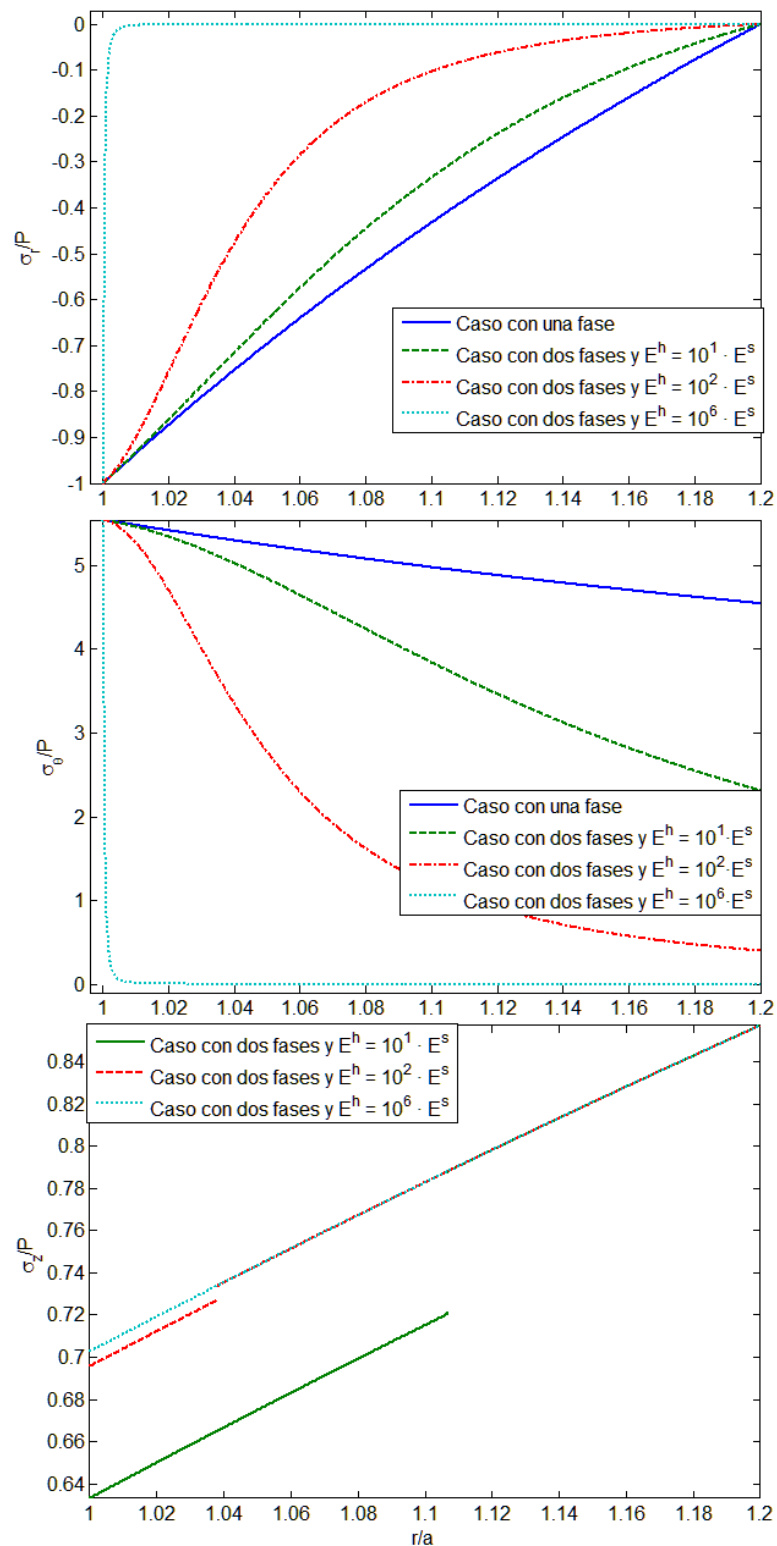 0
-0.1
-0.2
-0.3
-0.4
-0.5
-0.6
-0.7
-0.8
-0.9
-1
σr/P
Caso con una fase
Caso con dos fases y E^h = 10^1 · E^s
Caso con dos fases y E^h = 10^2 · E^s
Caso con dos fases y E^h = 10^6 · E^s
1 1.02 1.04 1.06 1.08 1.1 1.12 1.14 1.16 1.18 1.2
5
4
3
2
1
0
σθ/P
Caso con una fase
Caso con dos fases y E^h = 10^1·E^s
Caso con dos fases y E^h = 10^2·E^s
Caso con dos fases y E^h = 10^6·E^s
1 1.02 1.04 1.06 1.08 1.1 1.12 1.14 1.16 1.18 1.2
Caso con dos fases y E^h = 10^1 · E^s
Caso con dos fases y E^h = 10^2 · E^s
Caso con dos fases y E^h = 10^6 · E^s
0.84
0.82
0.8
0.78
0.76
0.74
0.72
0.7
0.68
0.66
0.64
σz/P
1 1.02 1.04 1.06 1.08 1.1 1.12 1.14 1.16 1.18 1.2
r/a